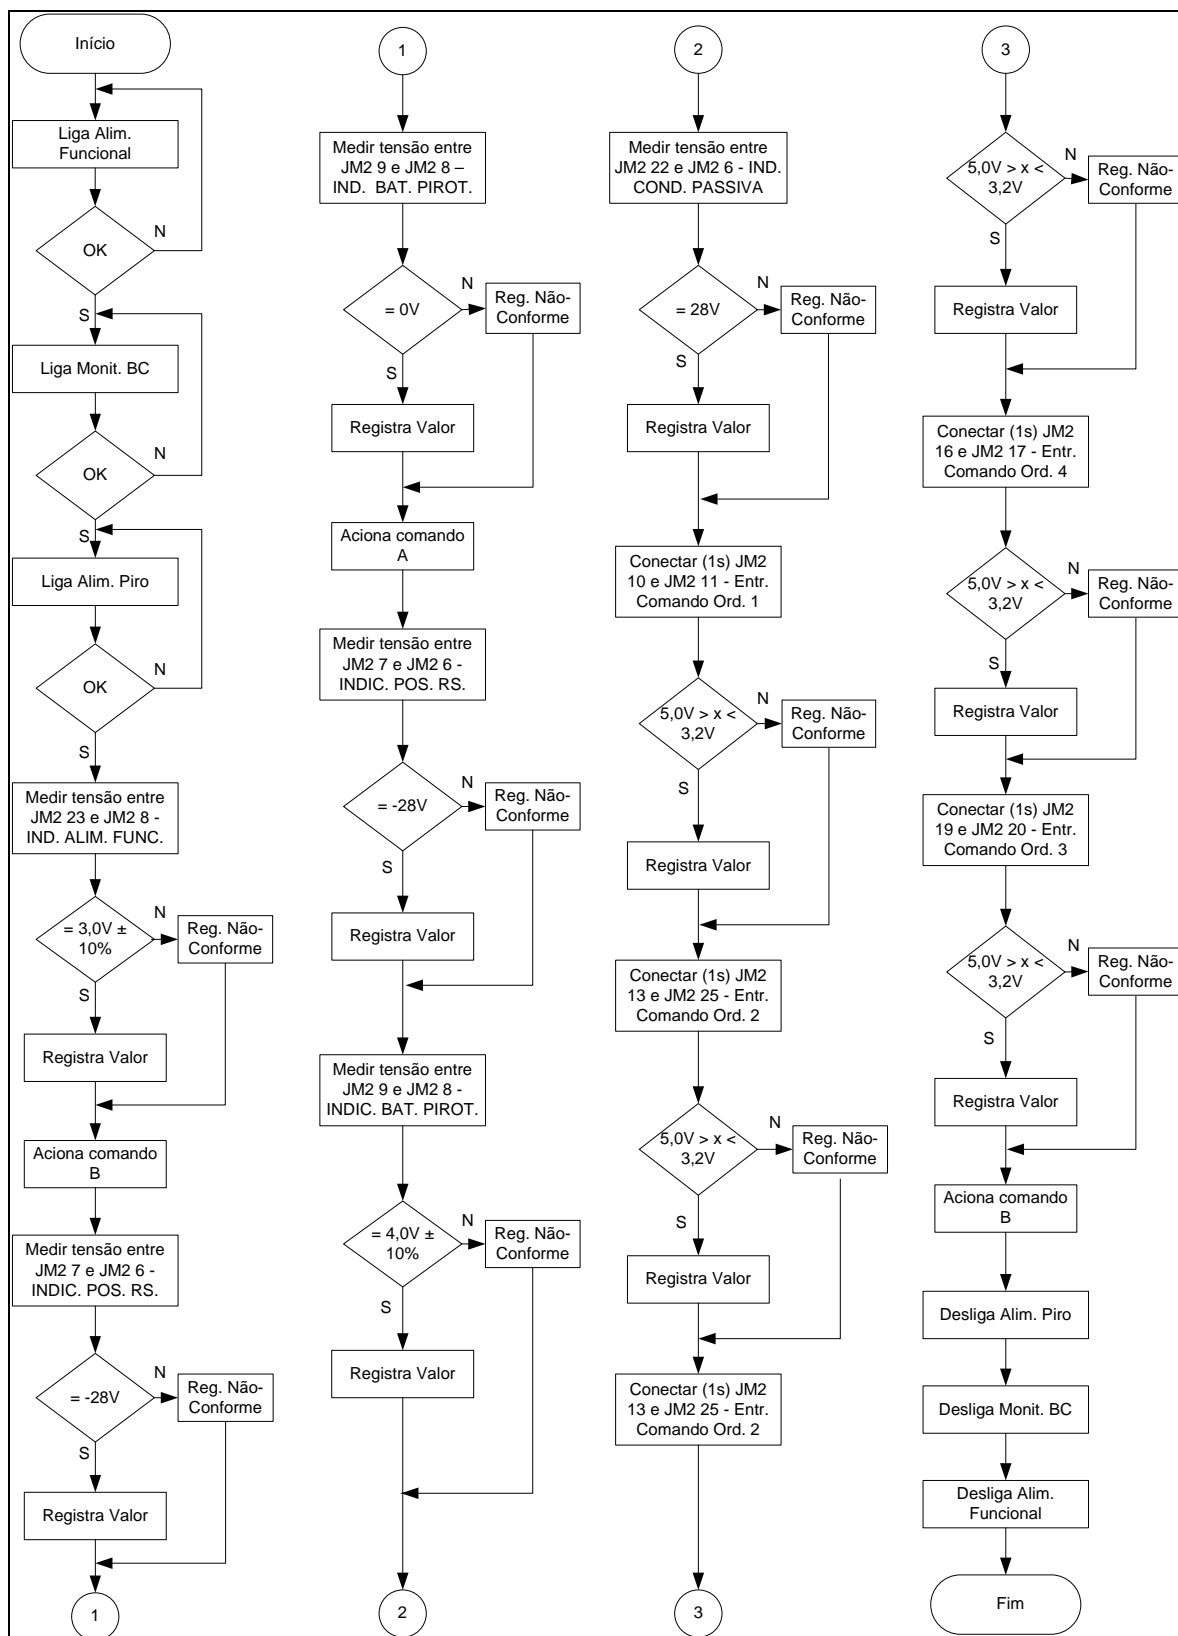 Início
Liga Alim.
Funcional
OK
N
S
Liga Monit. BC
OK
N
S
Liga Alim. Piro
OK
N
S
Medir tensão entre
JM2 23 e JM2 8 -
IND. ALIM. FUNC.
= 3,0V ±
10%
N
Reg. Não-
Conforme
S
Registra Valor
Aciona comando
B
Medir tensão entre
JM2 7 e JM2 6 -
INDIC. POS. RS.
= -28V
N
Reg. Não-
Conforme
S
Registra Valor
1
1
Medir tensão entre
JM2 9 e JM2 8 –
IND. BAT. PIROT.
= 0V
N
Reg. Não-
Conforme
S
Registra Valor
Aciona comando
A
Medir tensão entre
JM2 7 e JM2 6 -
INDIC. POS. RS.
= -28V
N
Reg. Não-
Conforme
S
Registra Valor
Medir tensão entre
JM2 9 e JM2 8 -
INDIC. BAT. PIROT.
= 4,0V ±
10%
N
Reg. Não-
Conforme
S
Registra Valor
2
2
Medir tensão entre
JM2 22 e JM2 6 - IND.
COND. PASSIVA
= 28V
N
Reg. Não-
Conforme
S
Registra Valor
Conectar (1s) JM2
10 e JM2 11 - Entr.
Comando Ord. 1
5,0V > x <
3,2V
N
Reg. Não-
Conforme
S
Registra Valor
Conectar (1s) JM2
13 e JM2 25 - Entr.
Comando Ord. 2
5,0V > x <
3,2V
N
Reg. Não-
Conforme
S
Registra Valor
Conectar (1s) JM2
13 e JM2 25 - Entr.
Comando Ord. 2
3
3
5,0V > x <
3,2V
N
Reg. Não-
Conforme
S
Registra Valor
Conectar (1s) JM2
16 e JM2 17 - Entr.
Comando Ord. 4
5,0V > x <
3,2V
N
Reg. Não-
Conforme
S
Registra Valor
Conectar (1s) JM2
19 e JM2 20 - Entr.
Comando Ord. 3
5,0V > x <
3,2V
N
Reg. Não-
Conforme
S
Registra Valor
Aciona comando
B
Desliga Alim. Piro
Desliga Monit. BC
Desliga Alim.
Funcional
Fim